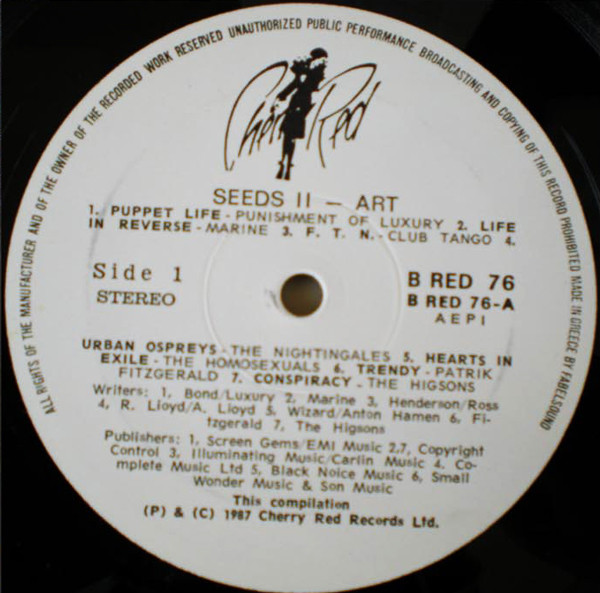 ALL RIGHTS OF THE MANUFACTURER AND OF THE OWNER OF THE RECORDED WORK RESERVED UNAUTHORIZED PUBLIC PERFORMANCE BROADCASTING AND COPYING OF THIS RECORD PROHIBITED MADE IN GREECE BY FABELSOUND
Cherry Red
SEEDS II — ART
1. PUPPET LIFE - PUNISHMENT OF LUXURY 2. LIFE
IN REVERSE - MARINE 3. F. T. N. - CLUB TANGO 4.
Side 1
STEREO
B RED 76
B RED 76-A
AEPI
URBAN OSPREYS - THE NIGHTINGALES 5. HEARTS IN
EXILE - THE HOMOSEXUALS 6. TRENDY - PATRIK
FITZGERALD 7. CONSPIRACY - THE HIGSONS
Writers: 1, Bond/Luxury 2, Marine 3, Henderson/Ross
4, R. Lloyd/A. Lloyd 5. Wizard/Anton Hamen 6, Fi-
tzgerald 7, The Higsons
Publishers: 1, Screen Gems/EMI Music 2,7, Copyright
Control 3, Illuminating Music/Carlin Music 4. Co-
mplete Music Ltd 5, Black Noice Music 6, Small
Wonder Music & Son Music
This compilation
(P) & (C) 1987 Cherry Red Records Ltd.